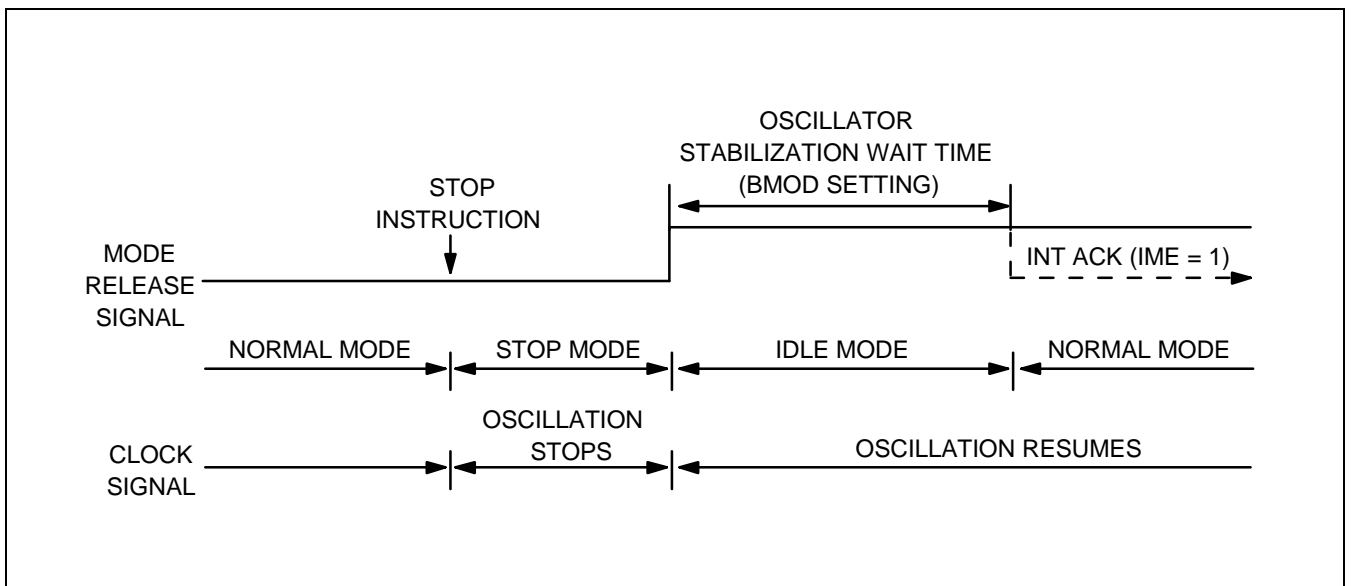 OSCILLATOR
STABILIZATION WAIT TIME
(BMOD SETTING)
STOP
INSTRUCTION
MODE
RELEASE
SIGNAL
INT ACK (IME = 1)
NORMAL MODE
STOP MODE
IDLE MODE
NORMAL MODE
OSCILLATION
STOPS
CLOCK
SIGNAL
OSCILLATION RESUMES